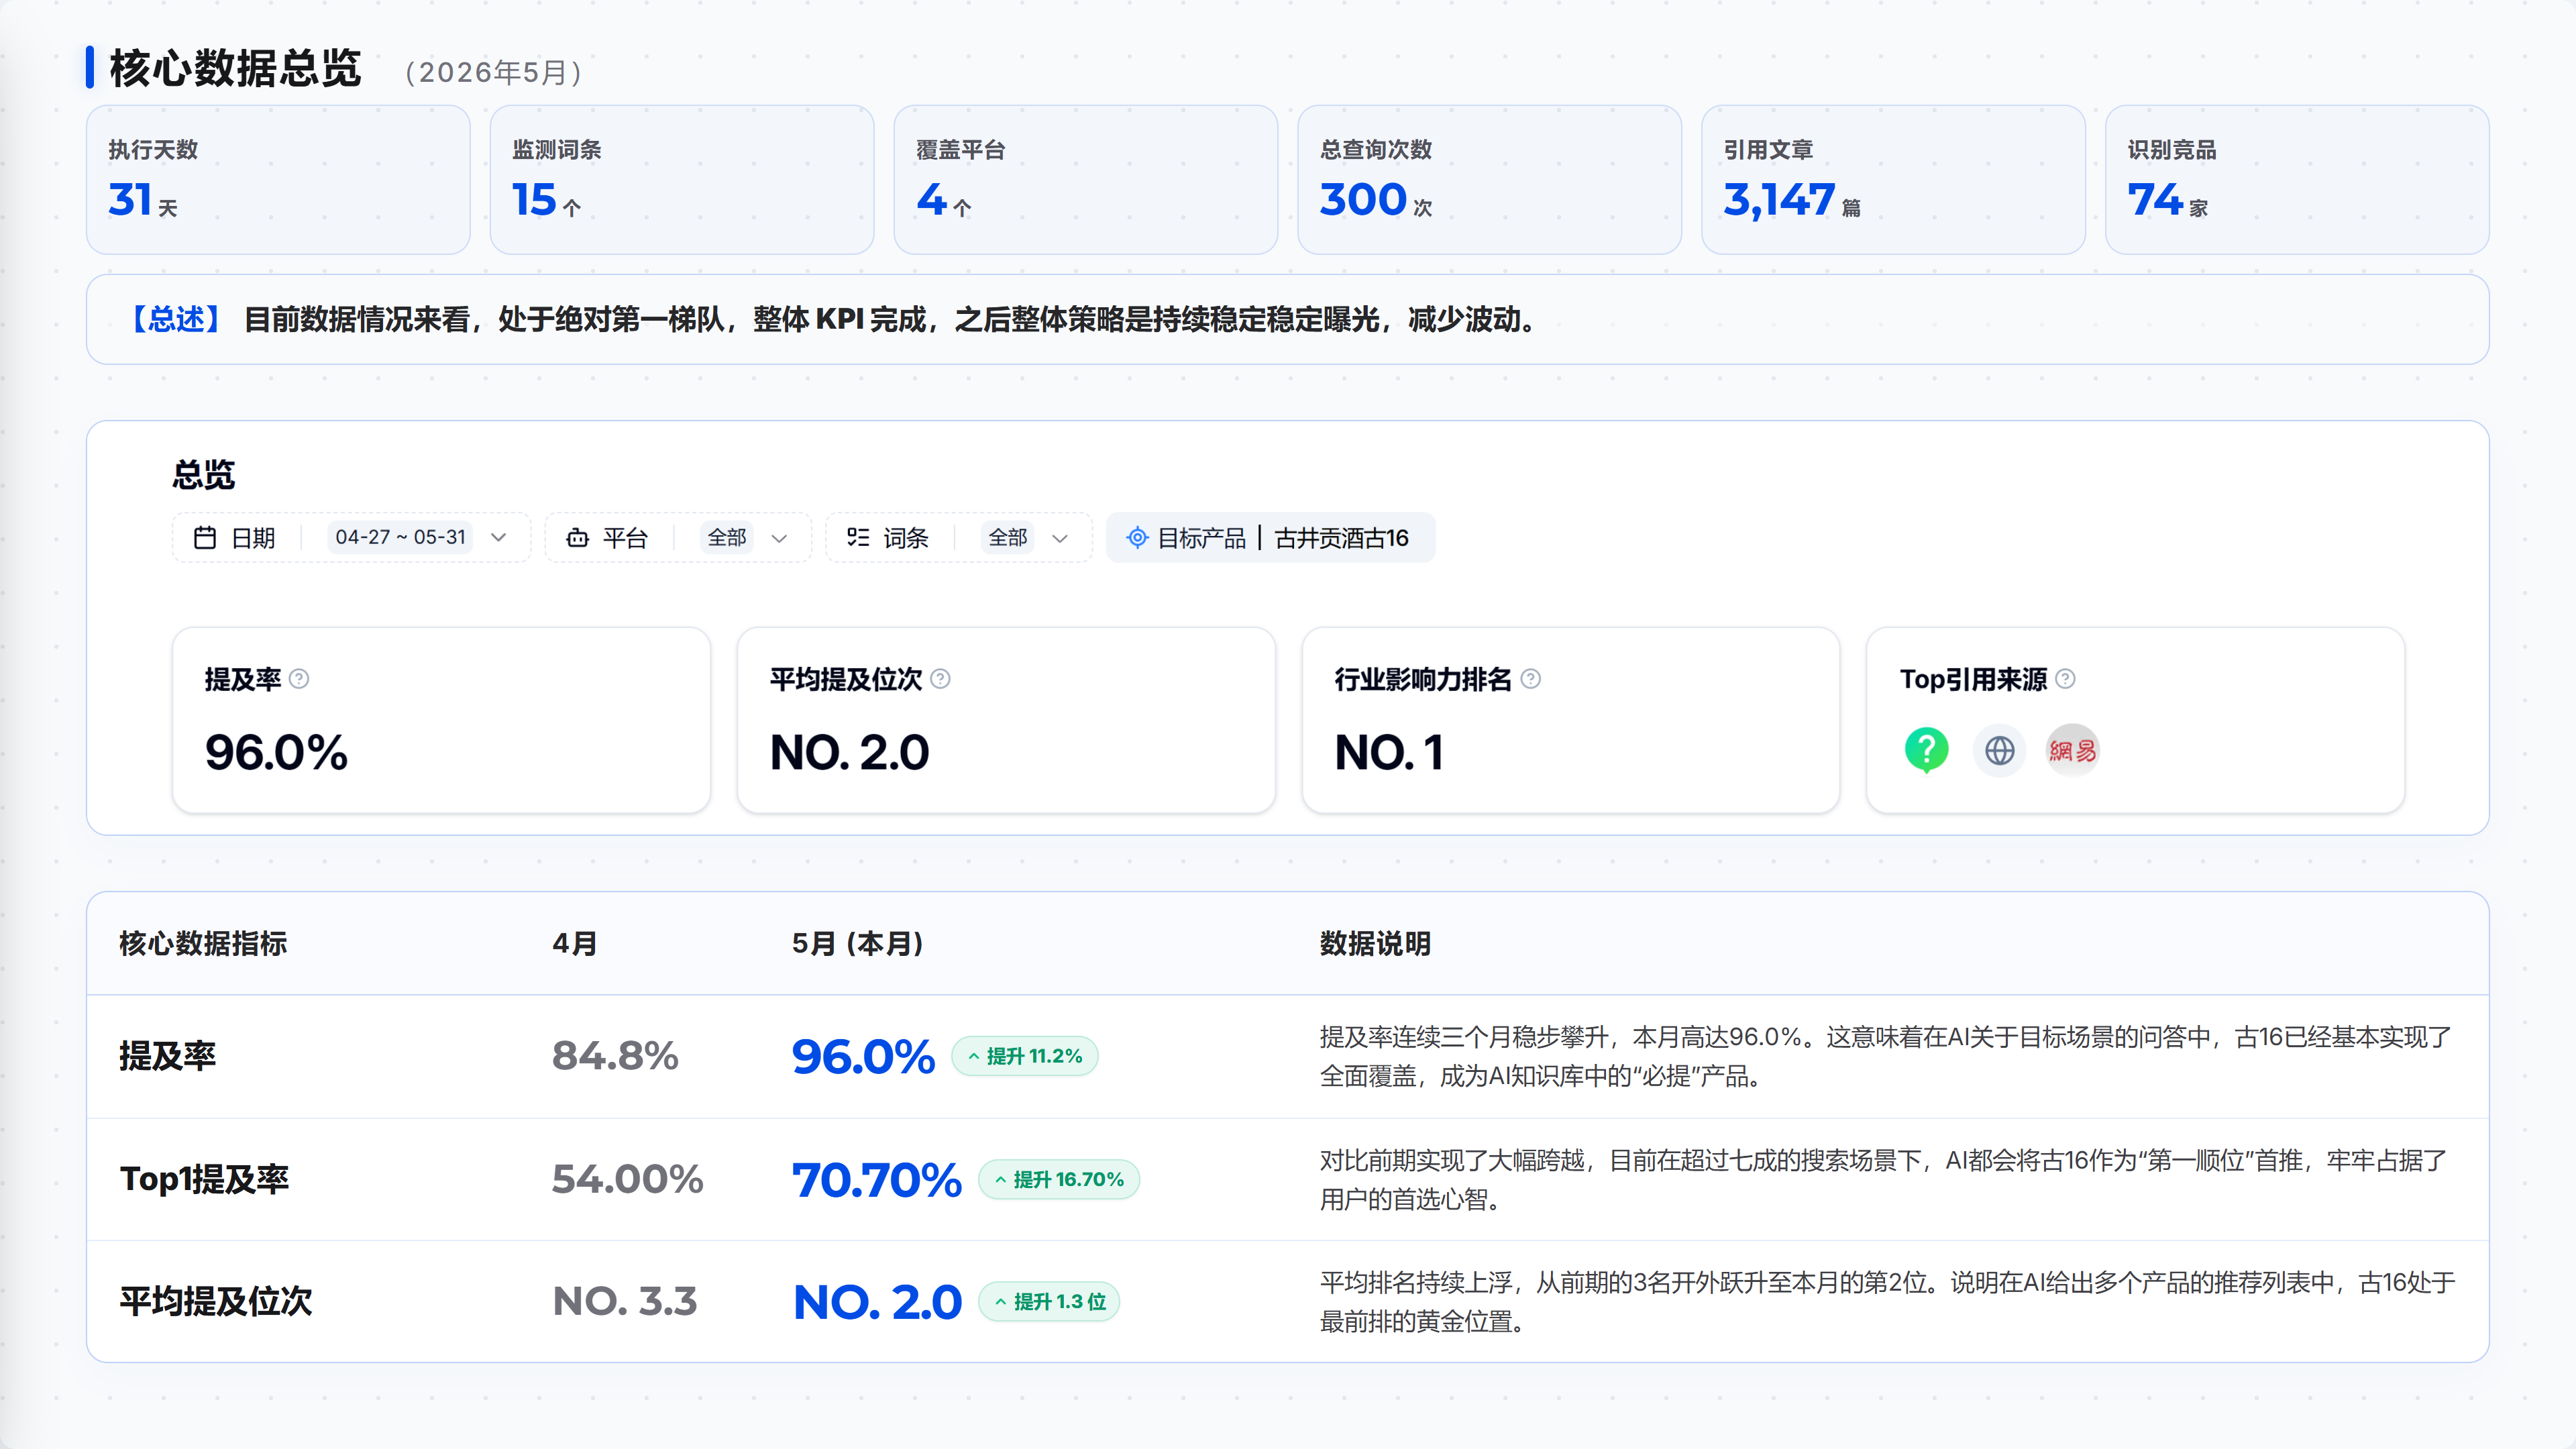 核心数据总览 （2026年5月）
执行天数 监测词条 覆盖平台 总查询次数 引用文章 识别竞品
31 天 15 个 4 个 300 次 3,147 篇 74 家
【总述】 目前数据情况来看，处于绝对第一梯队，整体 KPI 完成，之后整体策略是持续稳定稳定曝光，减少波动。
总览
日期 04-27 ~ 05-31 平台 全部 词条 全部 目标产品 | 古井贡酒古16
提及率 ? 平均提及位次 ? 行业影响力排名 ? Top引用来源 ?
96.0% NO. 2.0 NO. 1 ? 網易
核心数据指标 4月 5月 (本月) 数据说明
提及率 84.8% 96.0% 提升 11.2% 提及率连续三个月稳步攀升，本月高达96.0%。这意味着在AI关于目标场景的问答中，古16已经基本实现了
全面覆盖，成为AI知识库中的“必提”产品。
Top1提及率 54.00% 70.70% 提升 16.70% 对比前期实现了大幅跨越，目前在超过七成的搜索场景下，AI都会将古16作为“第一顺位”首推，牢牢占据了
用户的首选心智。
平均提及位次 NO. 3.3 NO. 2.0 提升 1.3 位 平均排名持续上浮，从前期的3名开外跃升至本月的第2位。说明在AI给出多个产品的推荐列表中，古16处于
最前排的黄金位置。